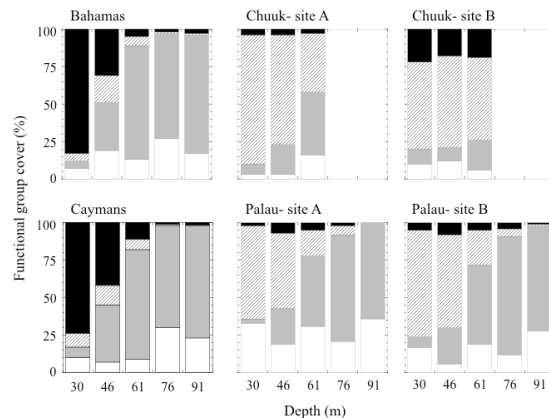 Bahamas
Chuuk- site A
Chuuk- site B
100
75
50
25
0
Functional group cover (%)
Caymans
Palau- site A
Palau- site B
100
75
50
25
0
30 46 61 76 91
30 46 61 76 91
30 46 61 76 91
Depth (m)